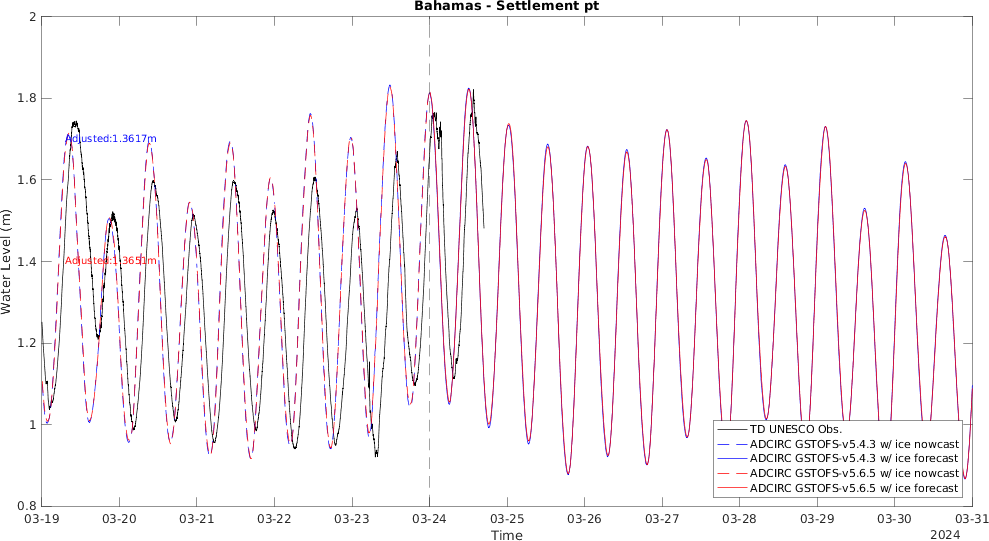 Bahamas - Settlement pt
2
1.8
1.6
1.4
1.2
1
0.8
Water Level (m)
Adjusted:1.3617m
Adjusted:1.3651m
TD UNESCO Obs.
ADCIRC GSTOFS-v5.4.3 w/ ice nowcast
ADCIRC GSTOFS-v5.4.3 w/ ice forecast
ADCIRC GSTOFS-v5.6.5 w/ ice nowcast
ADCIRC GSTOFS-v5.6.5 w/ ice forecast
03-19 03-20 03-21 03-22 03-23 03-24 03-25 03-26 03-27 03-28 03-29 03-30 03-31
Time
2024